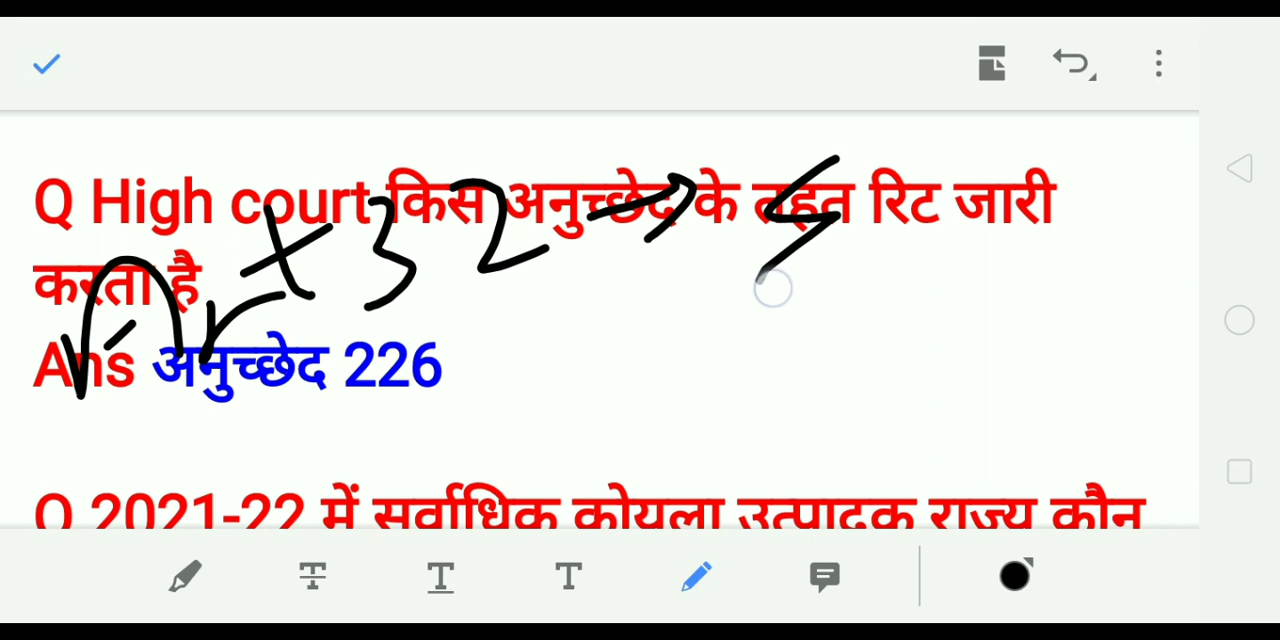 Q High court किस अनुच्छेद के तहत रिट जारी
करता है
Art 32 → S
Ans अनुच्छेद 226
Q 2021-22 में सर्वाधिक कोयला उत्पादक राज्य कौन